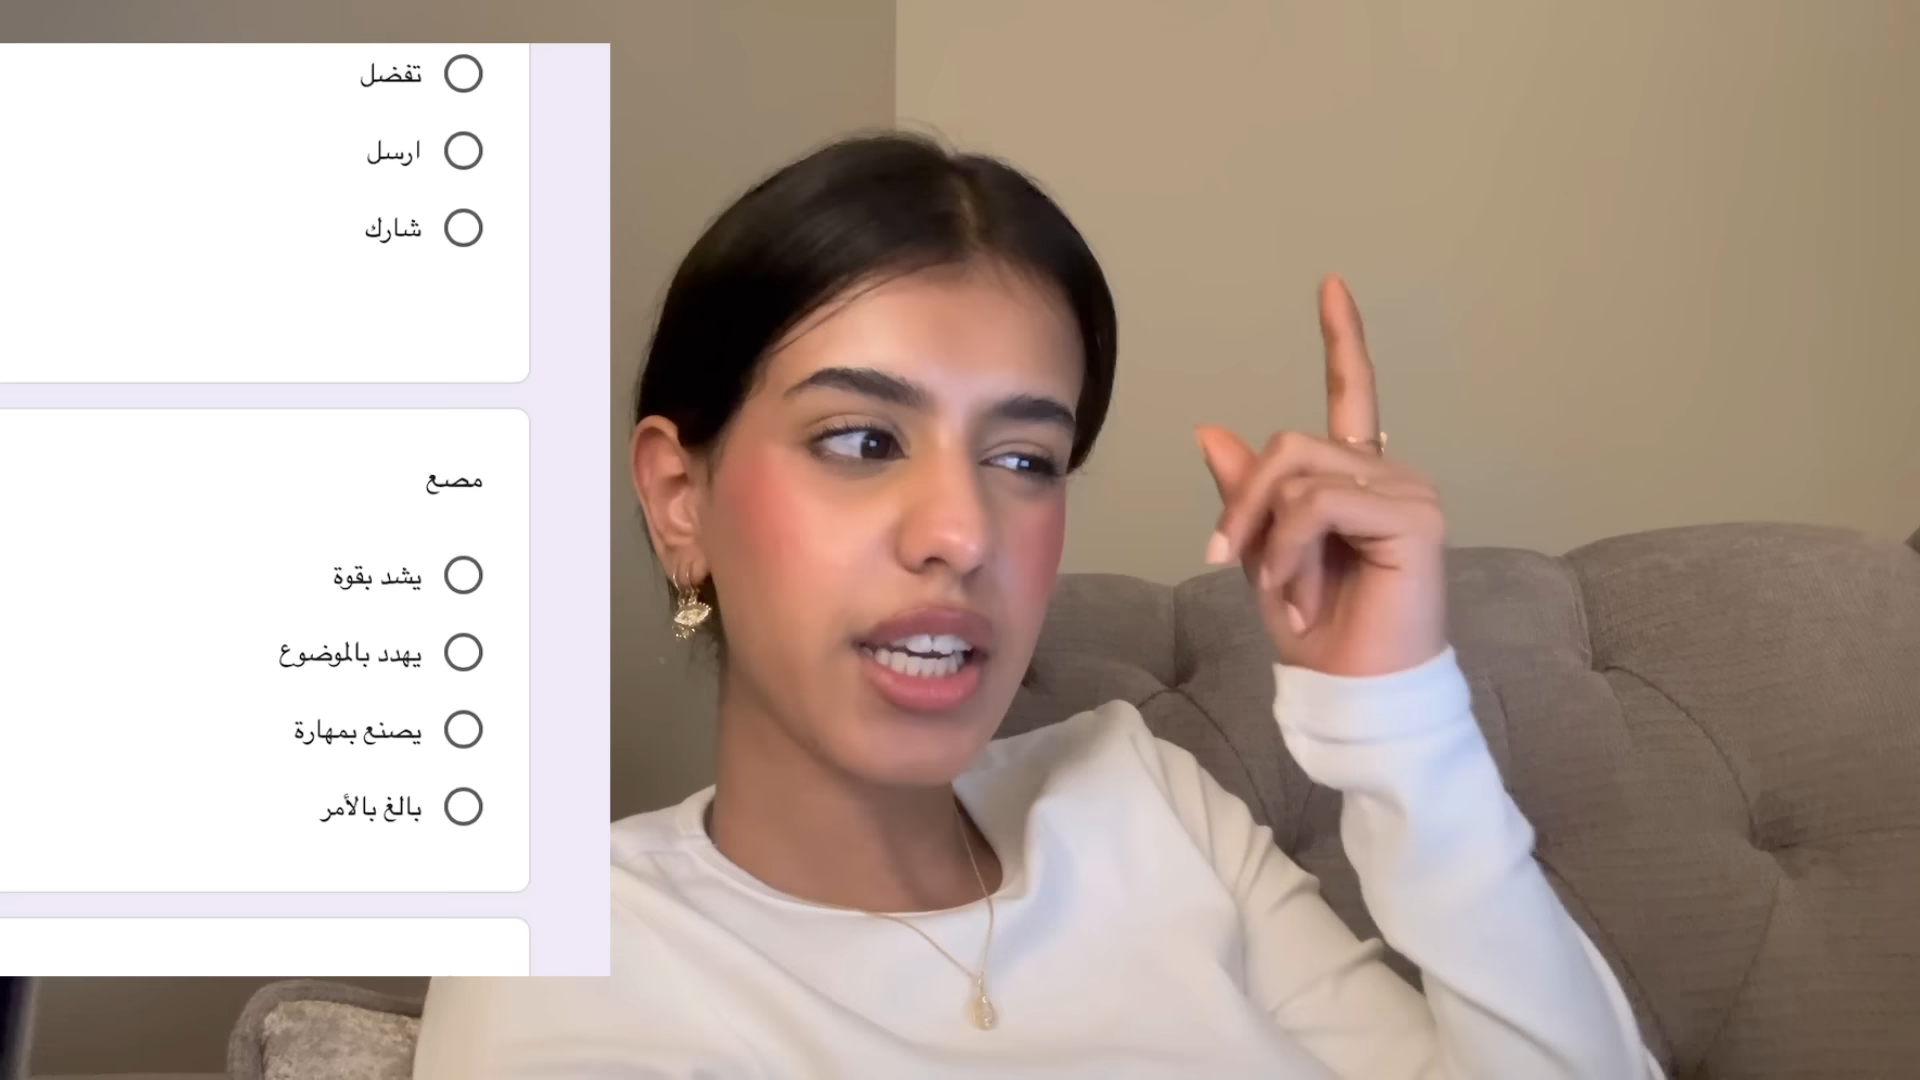 تفضل
ارسل
شارك
مصع
يشد بقوة
يهدد بالموضوع
يصنع بمهارة
بالغ بالأمر